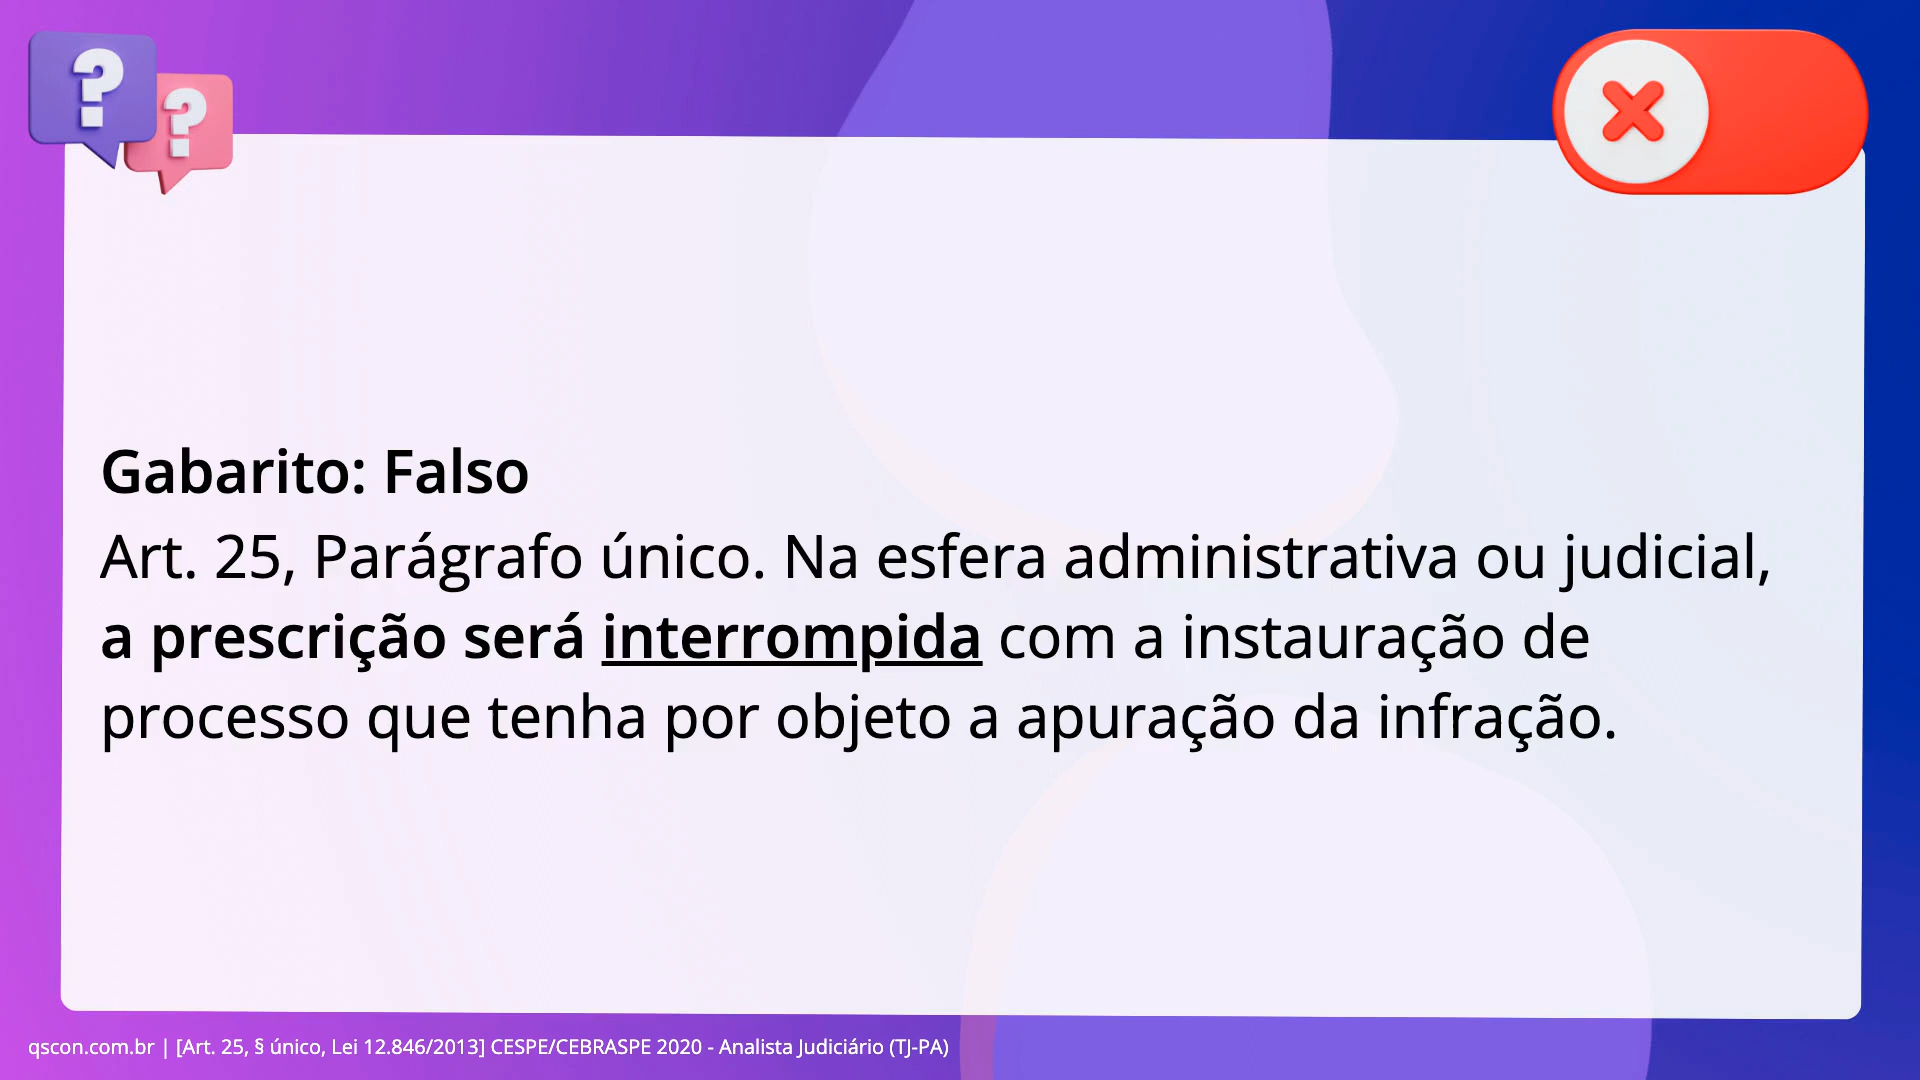 ? ?
Gabarito: Falso
Art. 25, Parágrafo único. Na esfera administrativa ou judicial,
a prescrição será interrompida com a instauração de
processo que tenha por objeto a apuração da infração.
qscon.com.br | [Art. 25, § único, Lei 12.846/2013] CESPE/CEBRASPE 2020 - Analista Judiciário (TJ-PA)